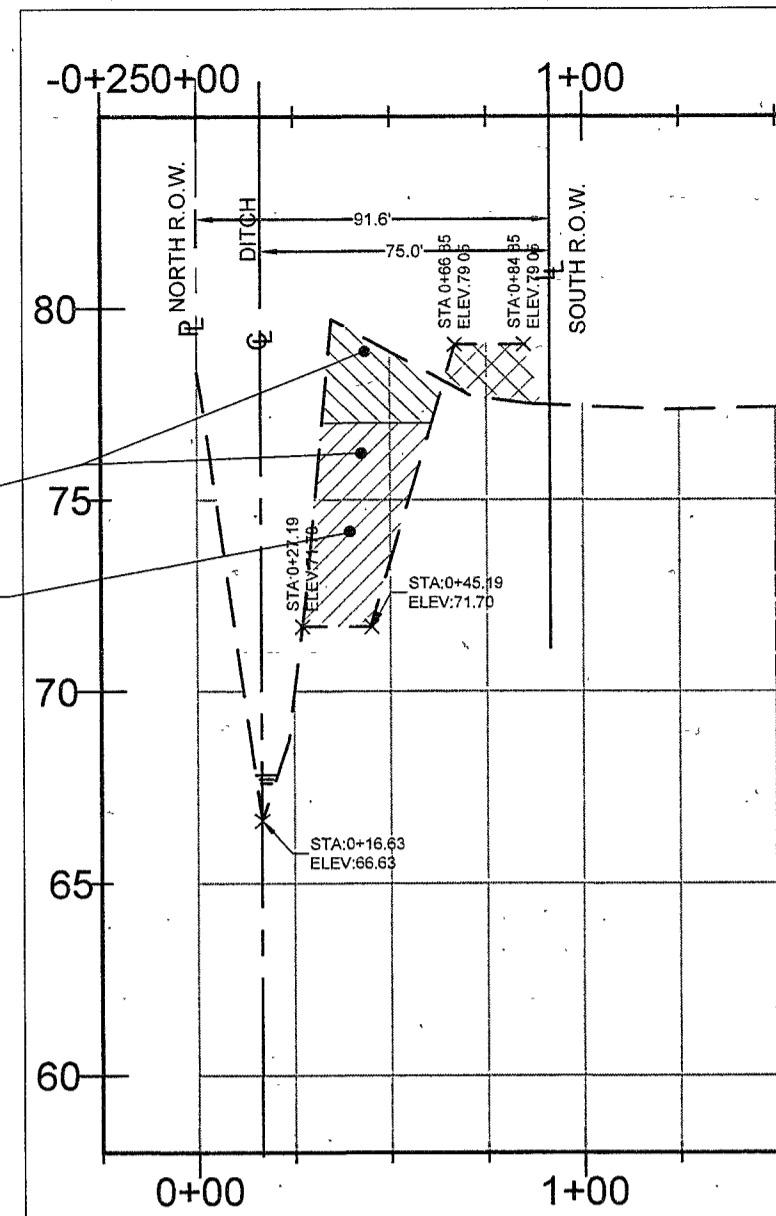 -0+250+00
1+00
NORTH R.O.W.
DITCH
91.6'
75.0'
STA 0+66 85
ELEV.79 05
STA:0+84 85
ELEV.79 05
SOUTH R.O.W.
80
75
70
65
60
STA:0+27.19
STA:0+45.19
ELEV:71.70
STA:0+16.63
ELEV:66.63
0+00
1+00